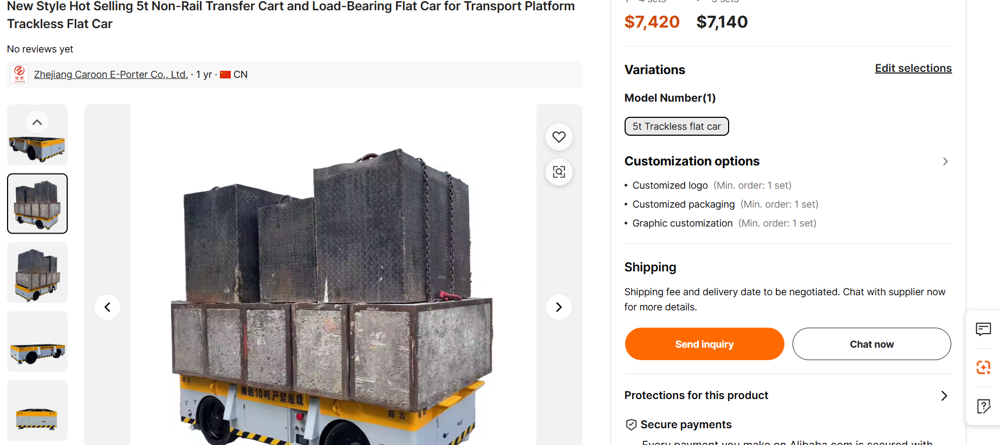 New Style Hot Selling 5t Non-Rail Transfer Cart and Load-Bearing Flat Car for Transport Platform
Trackless Flat Car
No reviews yet
Zhejiang Caroon E-Porter Co., Ltd. · 1 yr · CN
限载10吨严禁超载
前右
$7,420 $7,140
Variations
Edit selections
Model Number(1)
5t Trackless flat car
Customization options
• Customized logo (Min. order: 1 set)
• Customized packaging (Min. order: 1 set)
• Graphic customization (Min. order: 1 set)
Shipping
Shipping fee and delivery date to be negotiated. Chat with supplier now
for more details.
Send inquiry
Chat now
Protections for this product
Secure payments
Every payment you make on Alibaba.com is secured with